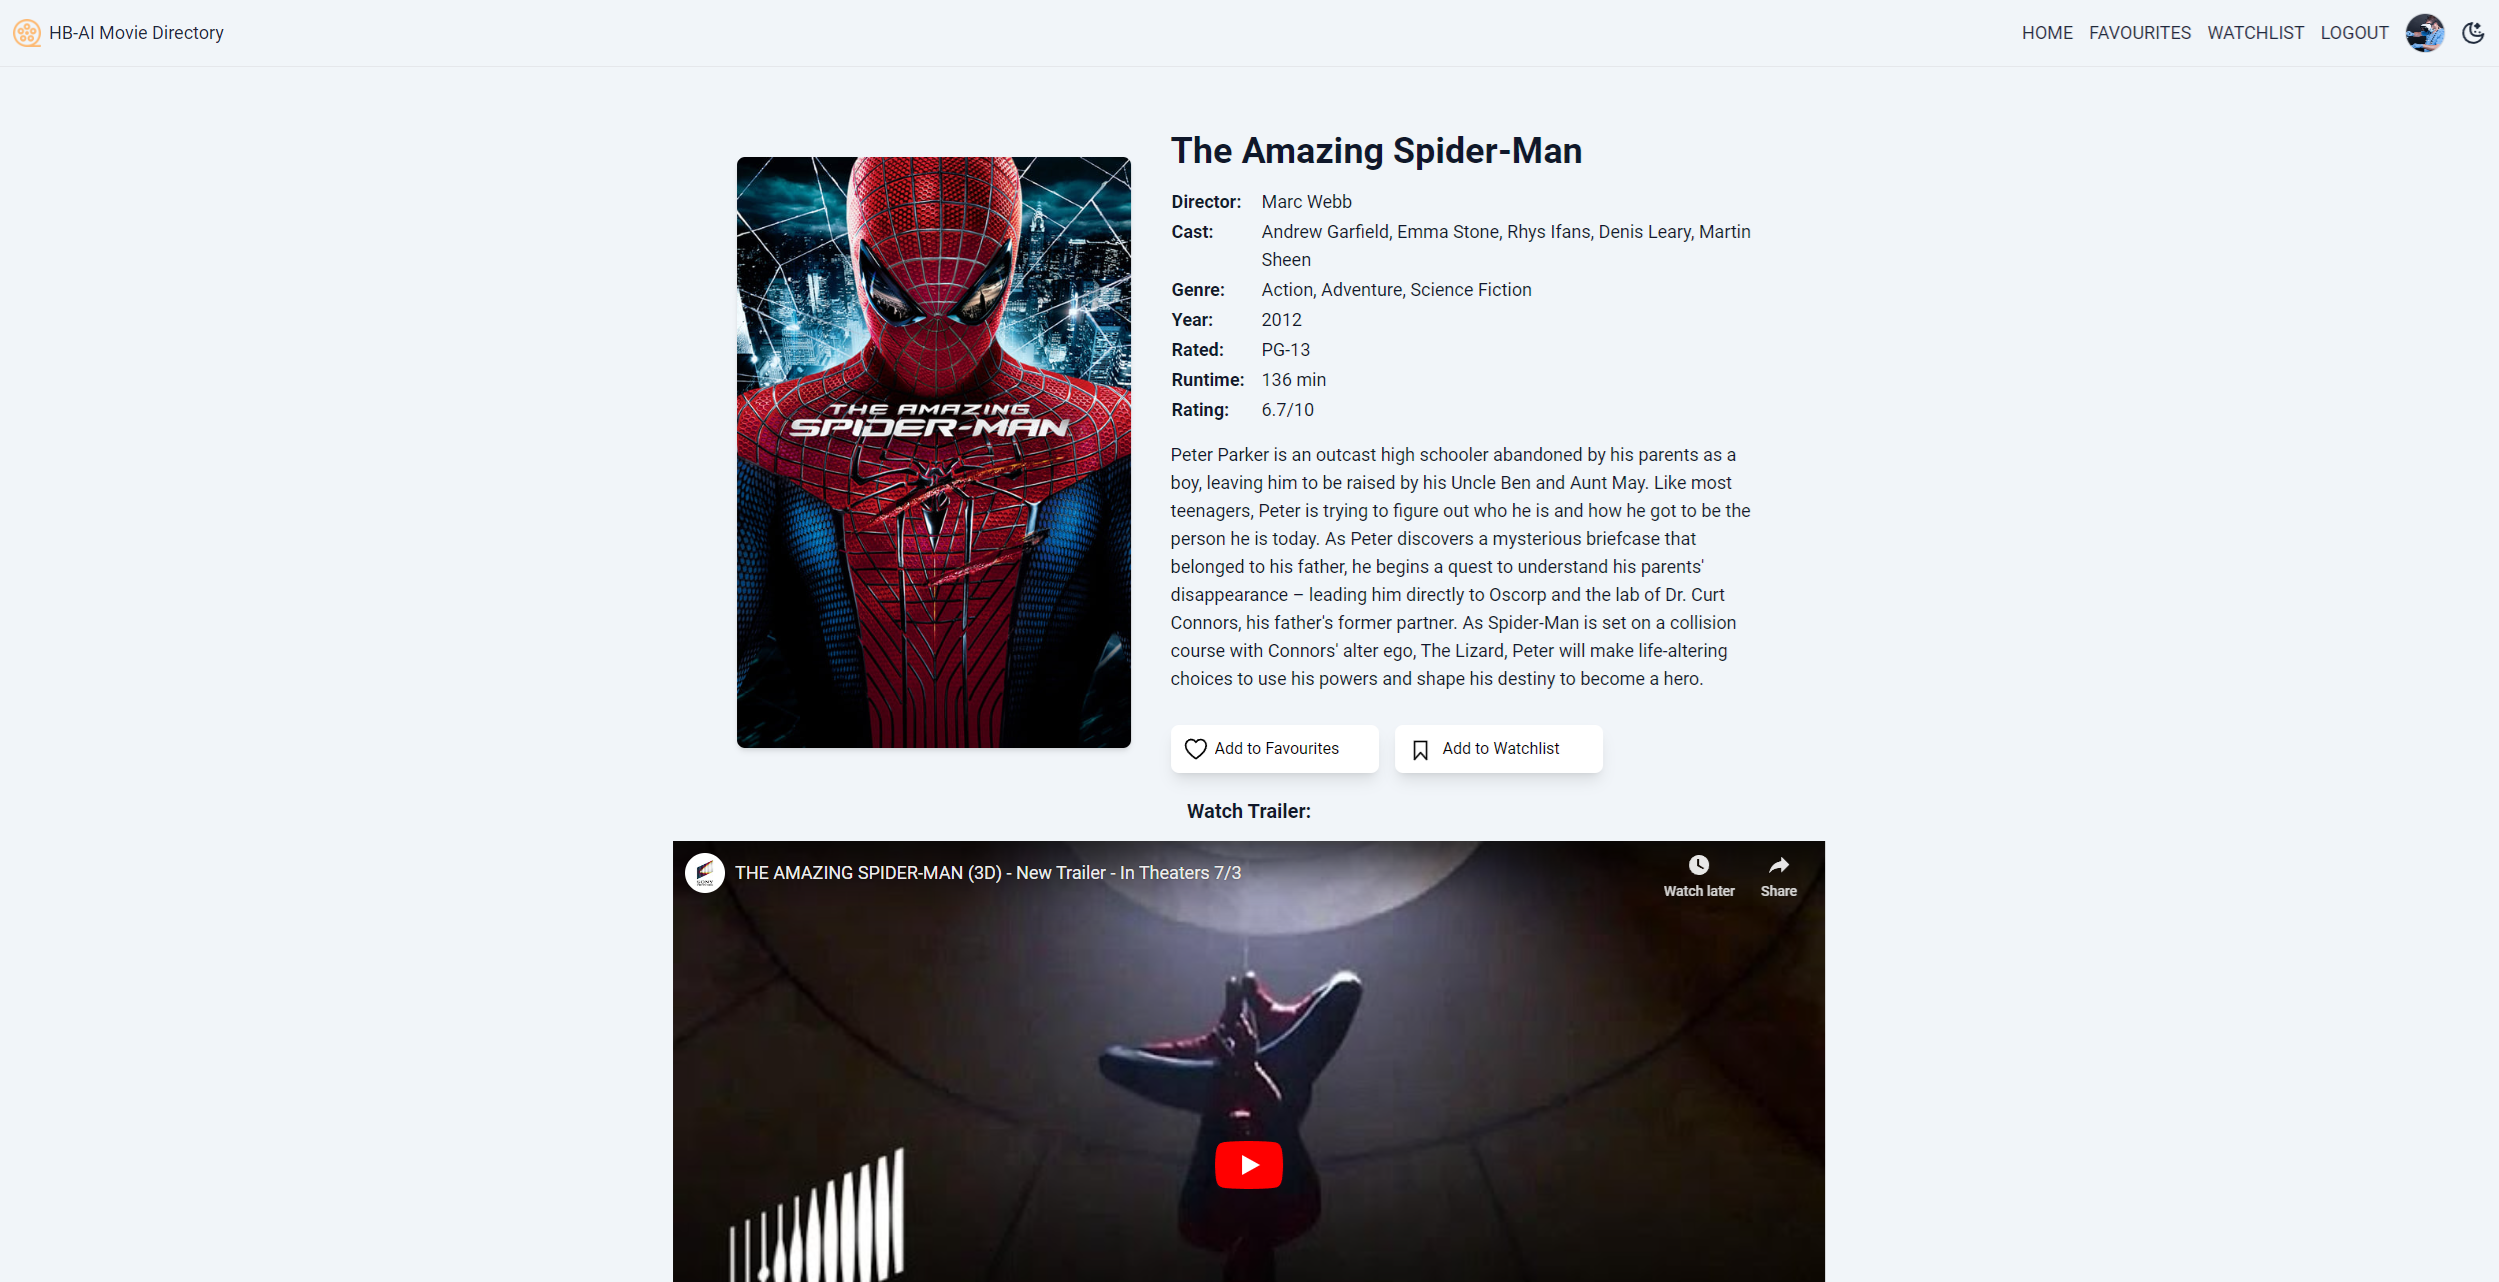 HB-AI Movie Directory
HOME FAVOURITES WATCHLIST LOGOUT
The Amazing Spider-Man
Director: Marc Webb
Cast: Andrew Garfield, Emma Stone, Rhys Ifans, Denis Leary, Martin
Sheen
Genre: Action, Adventure, Science Fiction
Year: 2012
Rated: PG-13
Runtime: 136 min
Rating: 6.7/10
THE AMAZING
SPIDER-MAN
Peter Parker is an outcast high schooler abandoned by his parents as a
boy, leaving him to be raised by his Uncle Ben and Aunt May. Like most
teenagers, Peter is trying to figure out who he is and how he got to be the
person he is today. As Peter discovers a mysterious briefcase that
belonged to his father, he begins a quest to understand his parents'
disappearance – leading him directly to Oscorp and the lab of Dr. Curt
Connors, his father's former partner. As Spider-Man is set on a collision
course with Connors' alter ego, The Lizard, Peter will make life-altering
choices to use his powers and shape his destiny to become a hero.
Add to Favourites
Add to Watchlist
Watch Trailer:
THE AMAZING SPIDER-MAN (3D) - New Trailer - In Theaters 7/3
Watch later
Share